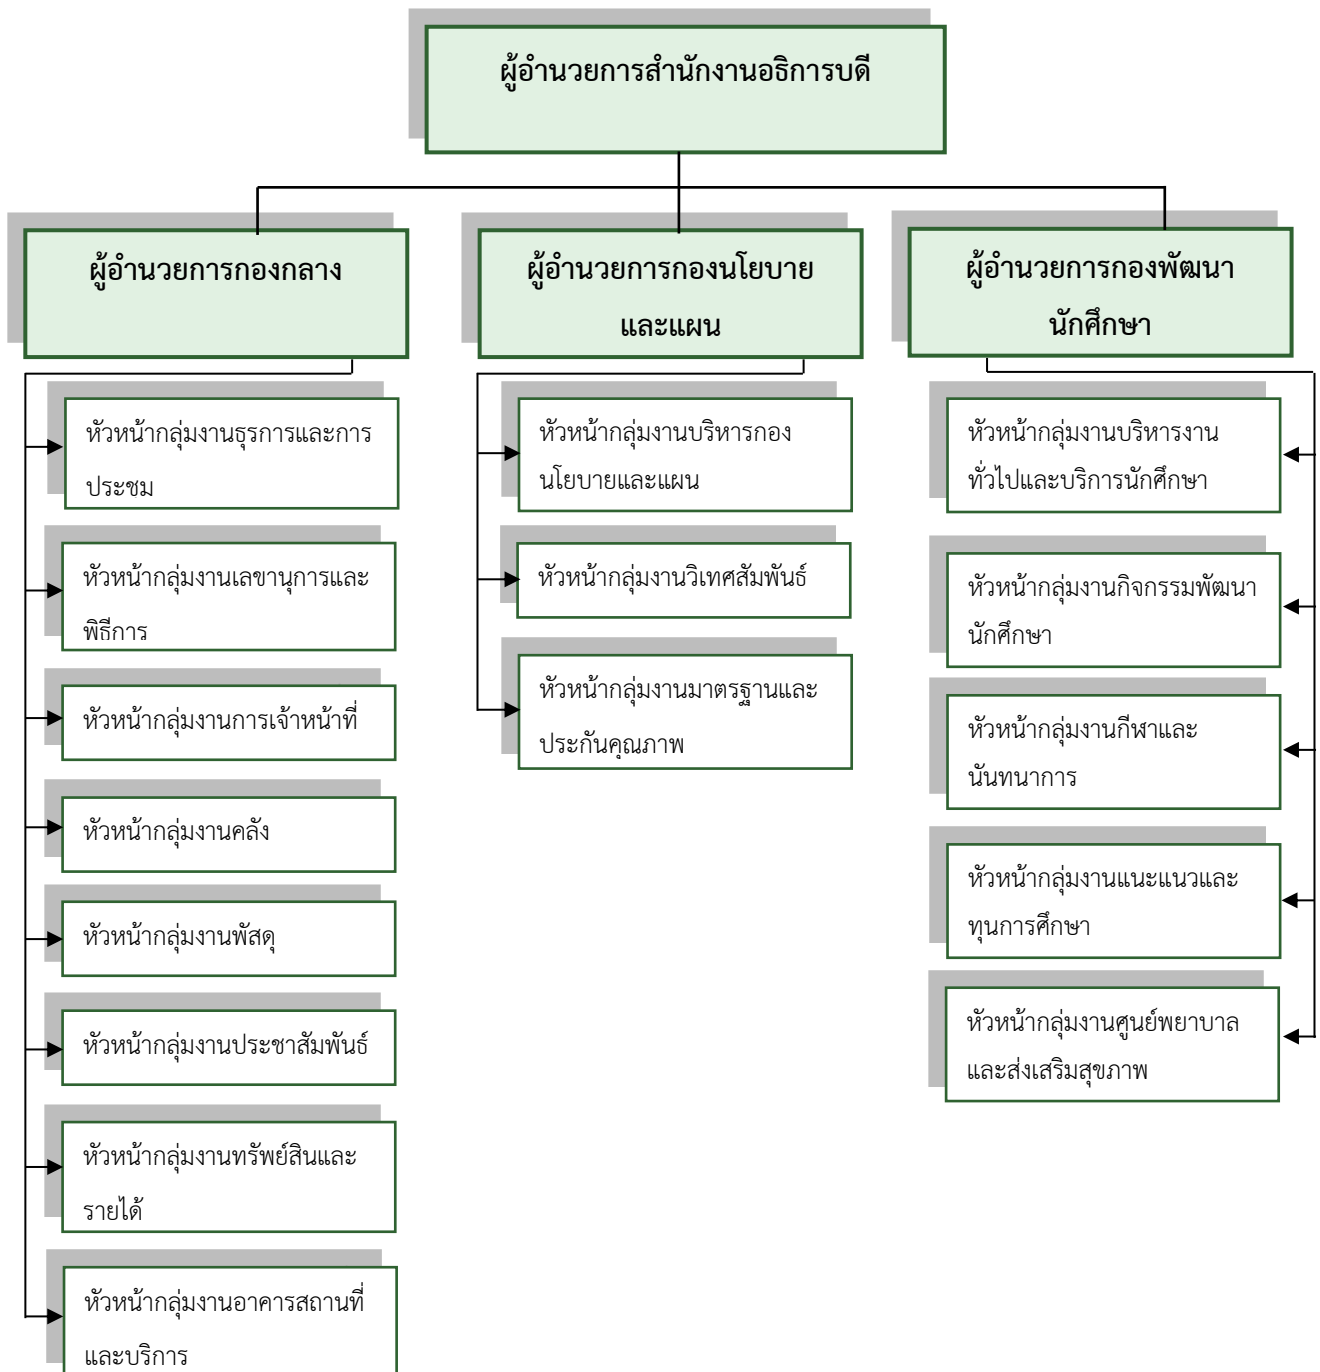 ผู้อำนวยการสำนักงานอธิการบดี
ผู้อำนวยการกองกลาง
หัวหน้ากลุ่มงานธุรการและการ
ประชม
หัวหน้ากลุ่มงานเลขานุการและ
พิธีการ
หัวหน้ากลุ่มงานการเจ้าหน้าที่
หัวหน้ากลุ่มงานคลัง
หัวหน้ากลุ่มงานพัสดุ
หัวหน้ากลุ่มงานประชาสัมพันธ์
หัวหน้ากลุ่มงานทรัพย์สินและ
รายได้
หัวหน้ากลุ่มงานอาคารสถานที่
และบริการ
ผู้อำนวยการกองนโยบาย
และแผน
หัวหน้ากลุ่มงานบริหารกอง
นโยบายและแผน
หัวหน้ากลุ่มงานวิเทศสัมพันธ์
หัวหน้ากลุ่มงานมาตรฐานและ
ประกันคุณภาพ
ผู้อำนวยการกองพัฒนา
นักศึกษา
หัวหน้ากลุ่มงานบริหารงาน
ทั่วไปและบริการนักศึกษา
หัวหน้ากลุ่มงานกิจกรรมพัฒนา
นักศึกษา
หัวหน้ากลุ่มงานกีฬาและ
นันทนาการ
หัวหน้ากลุ่มงานแนะแนวและ
ทุนการศึกษา
หัวหน้ากลุ่มงานศูนย์พยาบาล
และส่งเสริมสุขภาพ